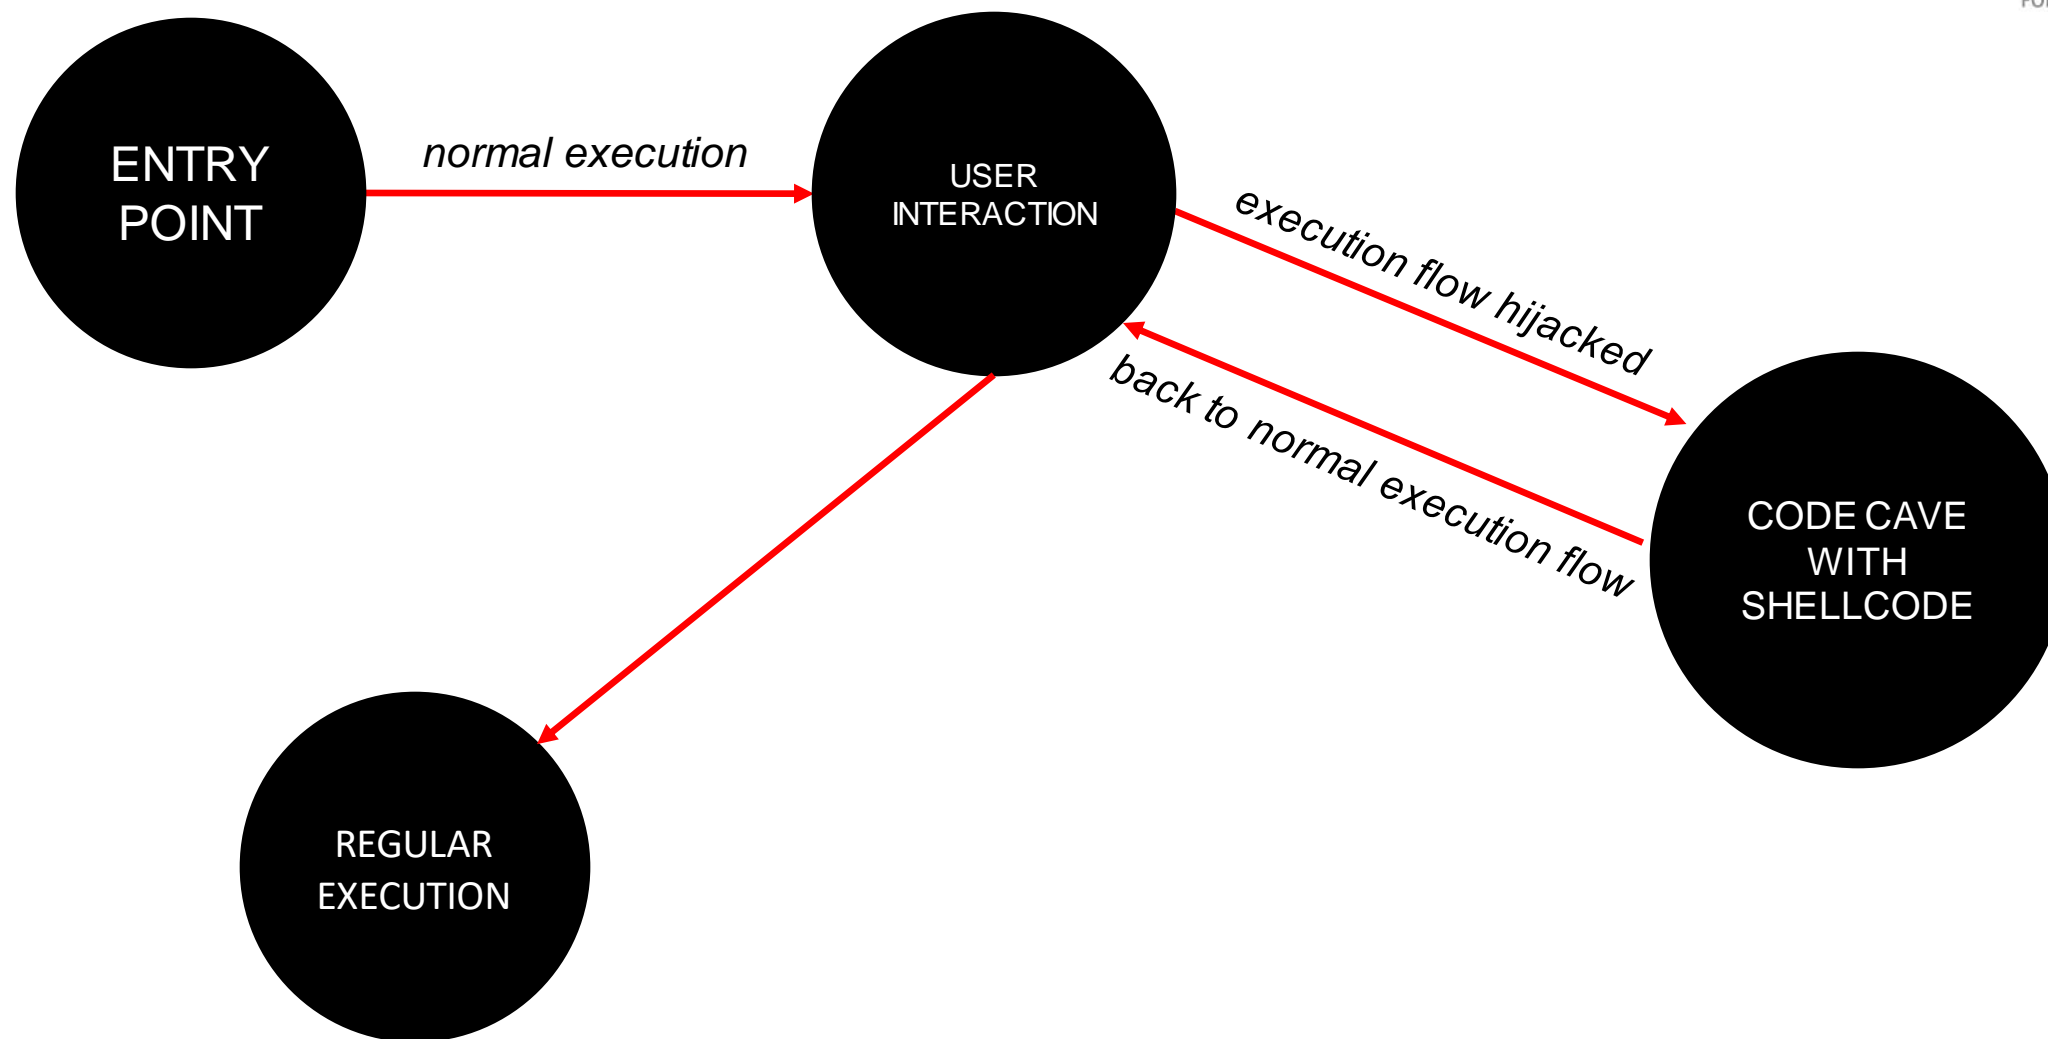 ENTRY
POINT
normal execution
USER
INTERACTION
execution flow hijacked
back to normal execution flow
CODE CAVE
WITH
SHELLCODE
REGULAR
EXECUTION